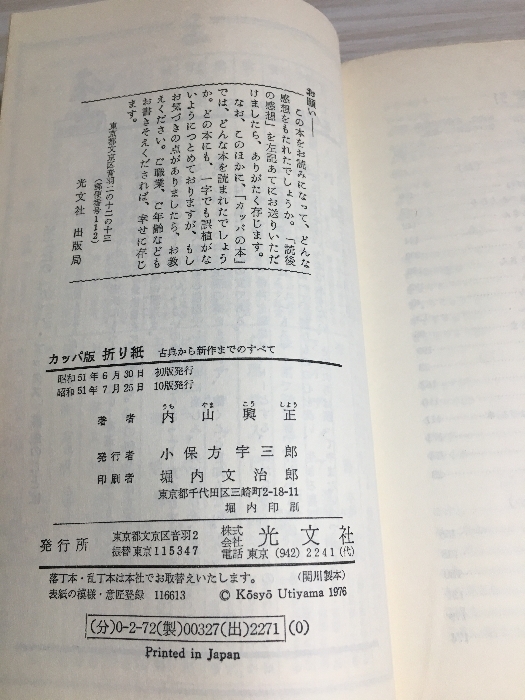 お願い──
この本をお読みになって、どんな
感想をもたれたでしょうか。「読後
の感想」を左記あてにお送りいただ
けましたら、ありがたく存じます。
なお、このほかに、「カッパの本」
では、どんな本を読まれたでしょう
か。どの本にも、一字でも誤植がな
いようにつとめておりますが、もし
お気づきの点がありましたら、お教
えください。ご職業、ご年齢なども
お書きそえくだされば、幸せに存じ
ます。
東京都文京区音羽二の十二の十三
(郵便番号112)
光文社 出版局
カッパ版 折り紙 古典から新作までのすべて
昭和51年6月30日 初版発行
昭和51年7月25日 10版発行
うち やま こう しよう
著者 内山興正
発行者 小保方宇三郎
印刷者 堀内文治郎
東京都千代田区三崎町2-18-11
堀内印刷
発行所 東京都文京区音羽2 株式会社 光文社
振替東京115347 電話 東京 (942) 2241(代)
落丁本・乱丁本は本社でお取替えいたします。 (関川製本)
表紙の模様・意匠登録 116613 © Kōsyō Utiyama 1976
(分)0-2-72(製)00327(出)2271 (0)
Printed in Japan